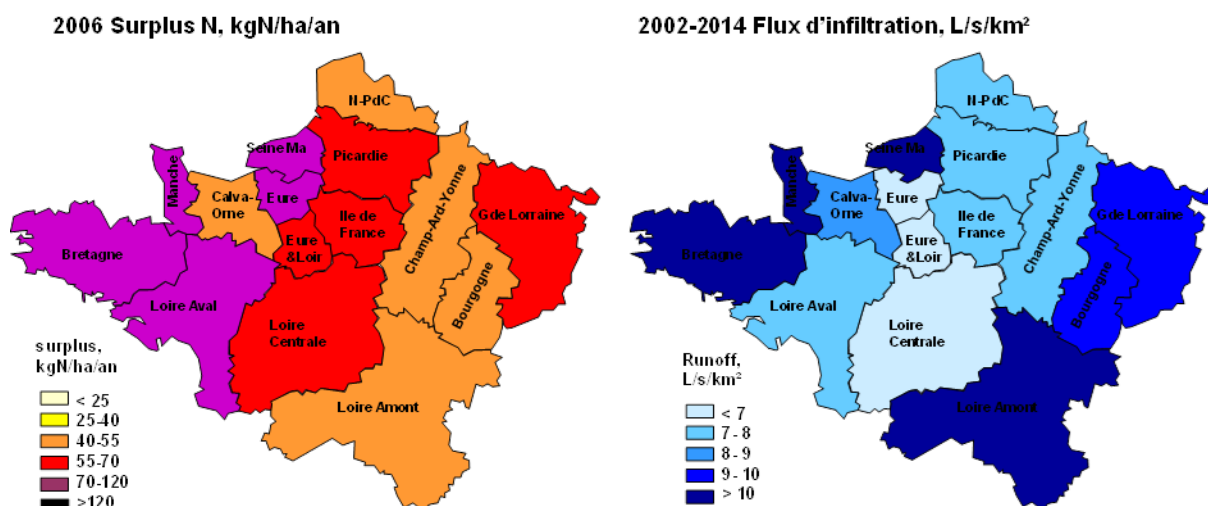 2006 Surplus N, kgN/ha/an
N-PdC
Seine Ma
Picardie
Manche
Calva-
Orne
Eure
Ile de
France
Eure
&Loir
Champ-Ard-Yonne
Gde Lorraine
Bretagne
Bourgogne
Loire Aval
Loire
Centrale
Loire Amont
surplus,
kgN/ha/an
< 25
25-40
40-55
55-70
70-120
>120
2002-2014 Flux d'infiltration, L/s/km²
N-PdC
Seine Ma
Picardie
Manche
Calva-
Orne
Eure
Ile de
France
Eure
&Loir
Champ-Ard-Yonne
Gde Lorraine
Bretagne
Bourgogne
Loire Aval
Loire
Centrale
Loire Amont
Runoff,
L/s/km²
< 7
7 - 8
8 - 9
9 - 10
> 10